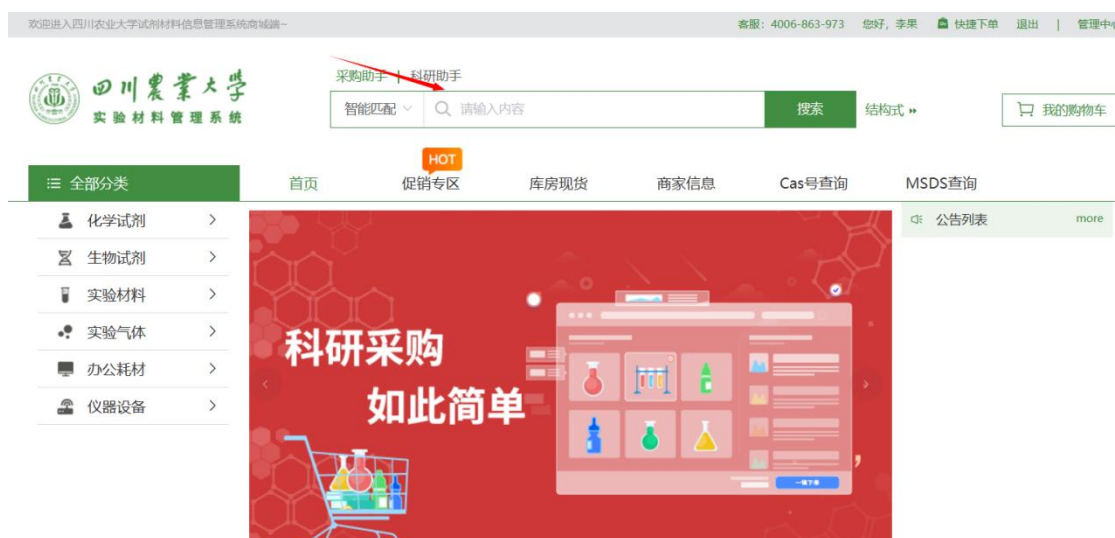 欢迎进入四川农业大学试剂材料信息管理系统商城端~
客服：4006-863-973 您好，李果 快捷下单 退出 | 管理中心
四川農業大學
实验材料管理系统
采购助手 | 科研助手
智能匹配 请输入内容 搜索 结构式 »
我的购物车
全部分类
首页 促销专区 HOT 库房现货 商家信息 Cas号查询 MSDS查询
化学试剂
生物试剂
实验材料
实验气体
办公耗材
仪器设备
科研采购
如此简单
一键下单
公告列表 more